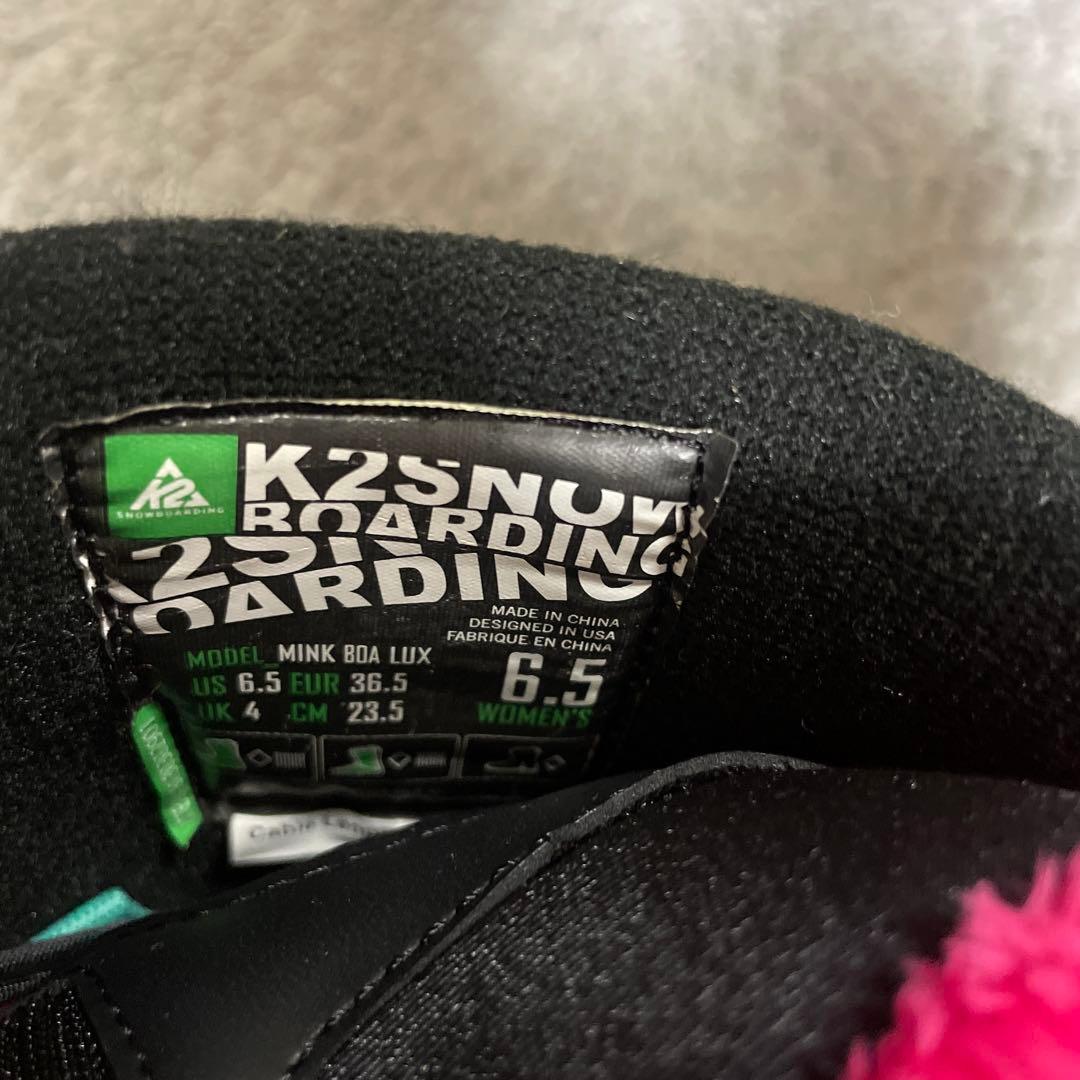 K2
SNOWBOARDING
K2SNOW
BOARDING
K2SN
OARDING
MADE IN CHINA
DESIGNED IN USA
FABRIQUE EN CHINA
MODEL_MINK BOA LUX
US 6.5 EUR 36.5
UK 4 CM 23.5
6.5
WOMEN'S
Cable